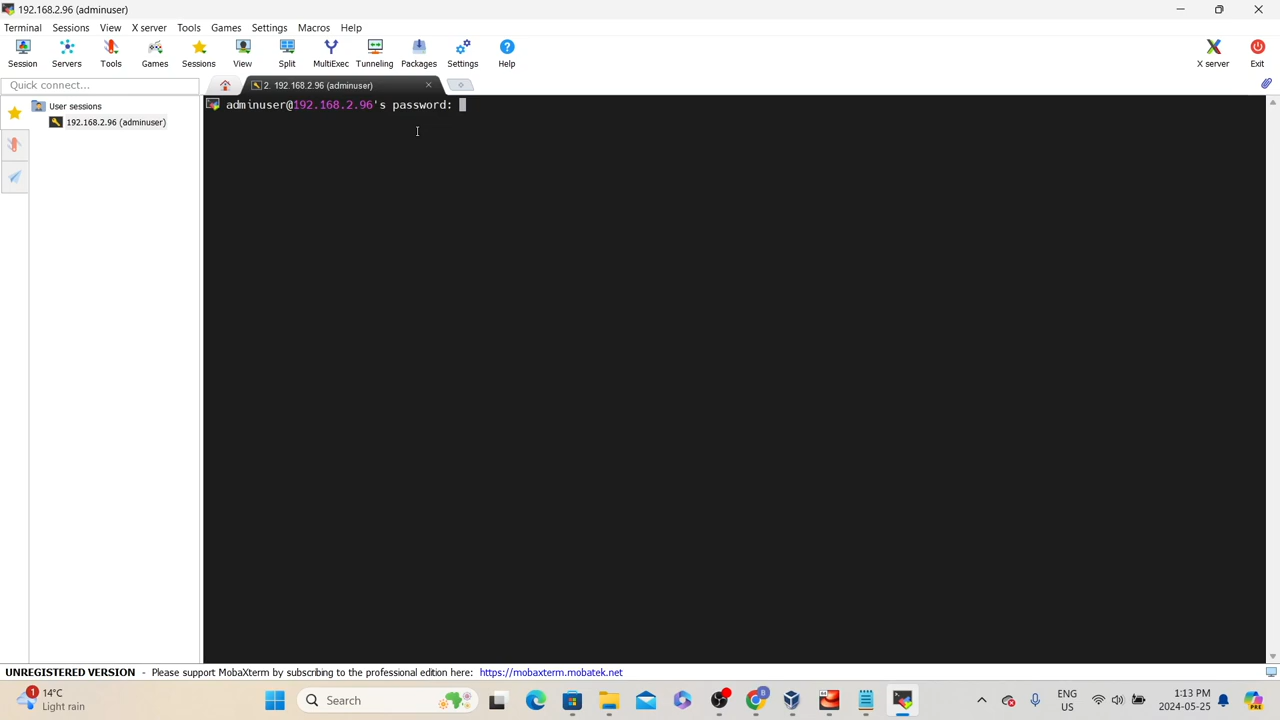 192.168.2.96 (adminuser)
Terminal Sessions View X server Tools Games Settings Macros Help
Session Servers Tools Games Sessions View Split MultiExec Tunneling Packages Settings Help X server Exit
Quick connect...
2. 192.168.2.96 (adminuser)
User sessions
192.168.2.96 (adminuser)
adminuser@192.168.2.96's password:
UNREGISTERED VERSION - Please support MobaXterm by subscribing to the professional edition here: https://mobaxterm.mobatek.net
1
14°C
Light rain
Search
8
ENG
US
1:13 PM
2024-05-25
PRE